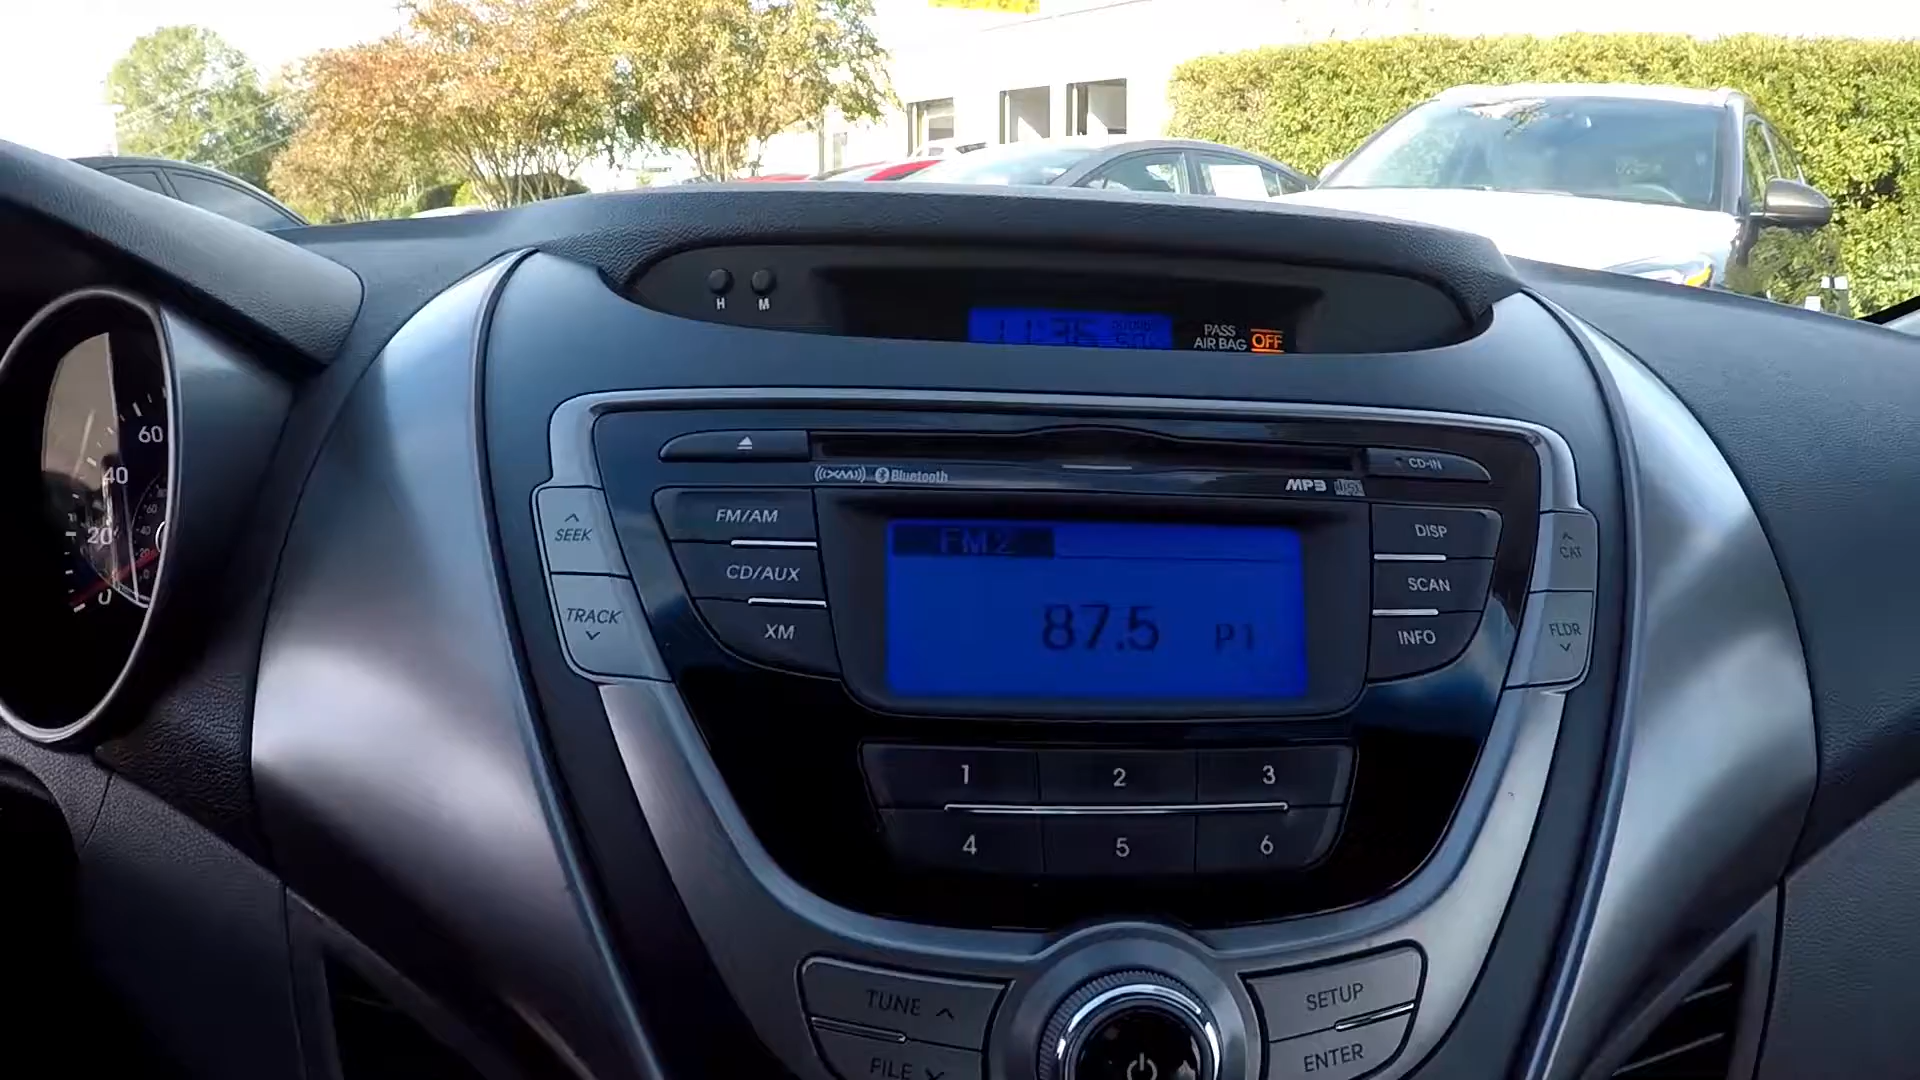 H M
PASS
AIR BAG OFF
CD-IN
XM Bluetooth
MP3
FM/AM
CD/AUX
XM
SEEK
TRACK
FM2
87.5 P1
DISP
SCAN
INFO
CAT
FLDR
1 2 3
4 5 6
TUNE
FILE
SETUP
ENTER
60
40
20
0